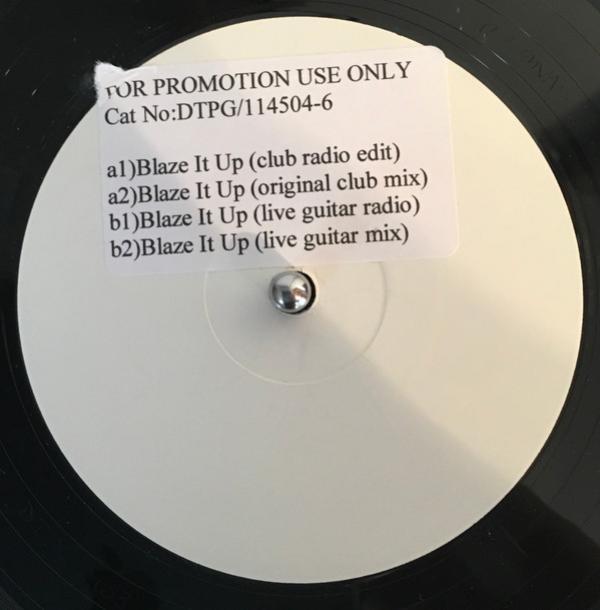 FOR PROMOTION USE ONLY
Cat No:DTPG/114504-6
a1)Blaze It Up (club radio edit)
a2)Blaze It Up (original club mix)
b1)Blaze It Up (live guitar radio)
b2)Blaze It Up (live guitar mix)